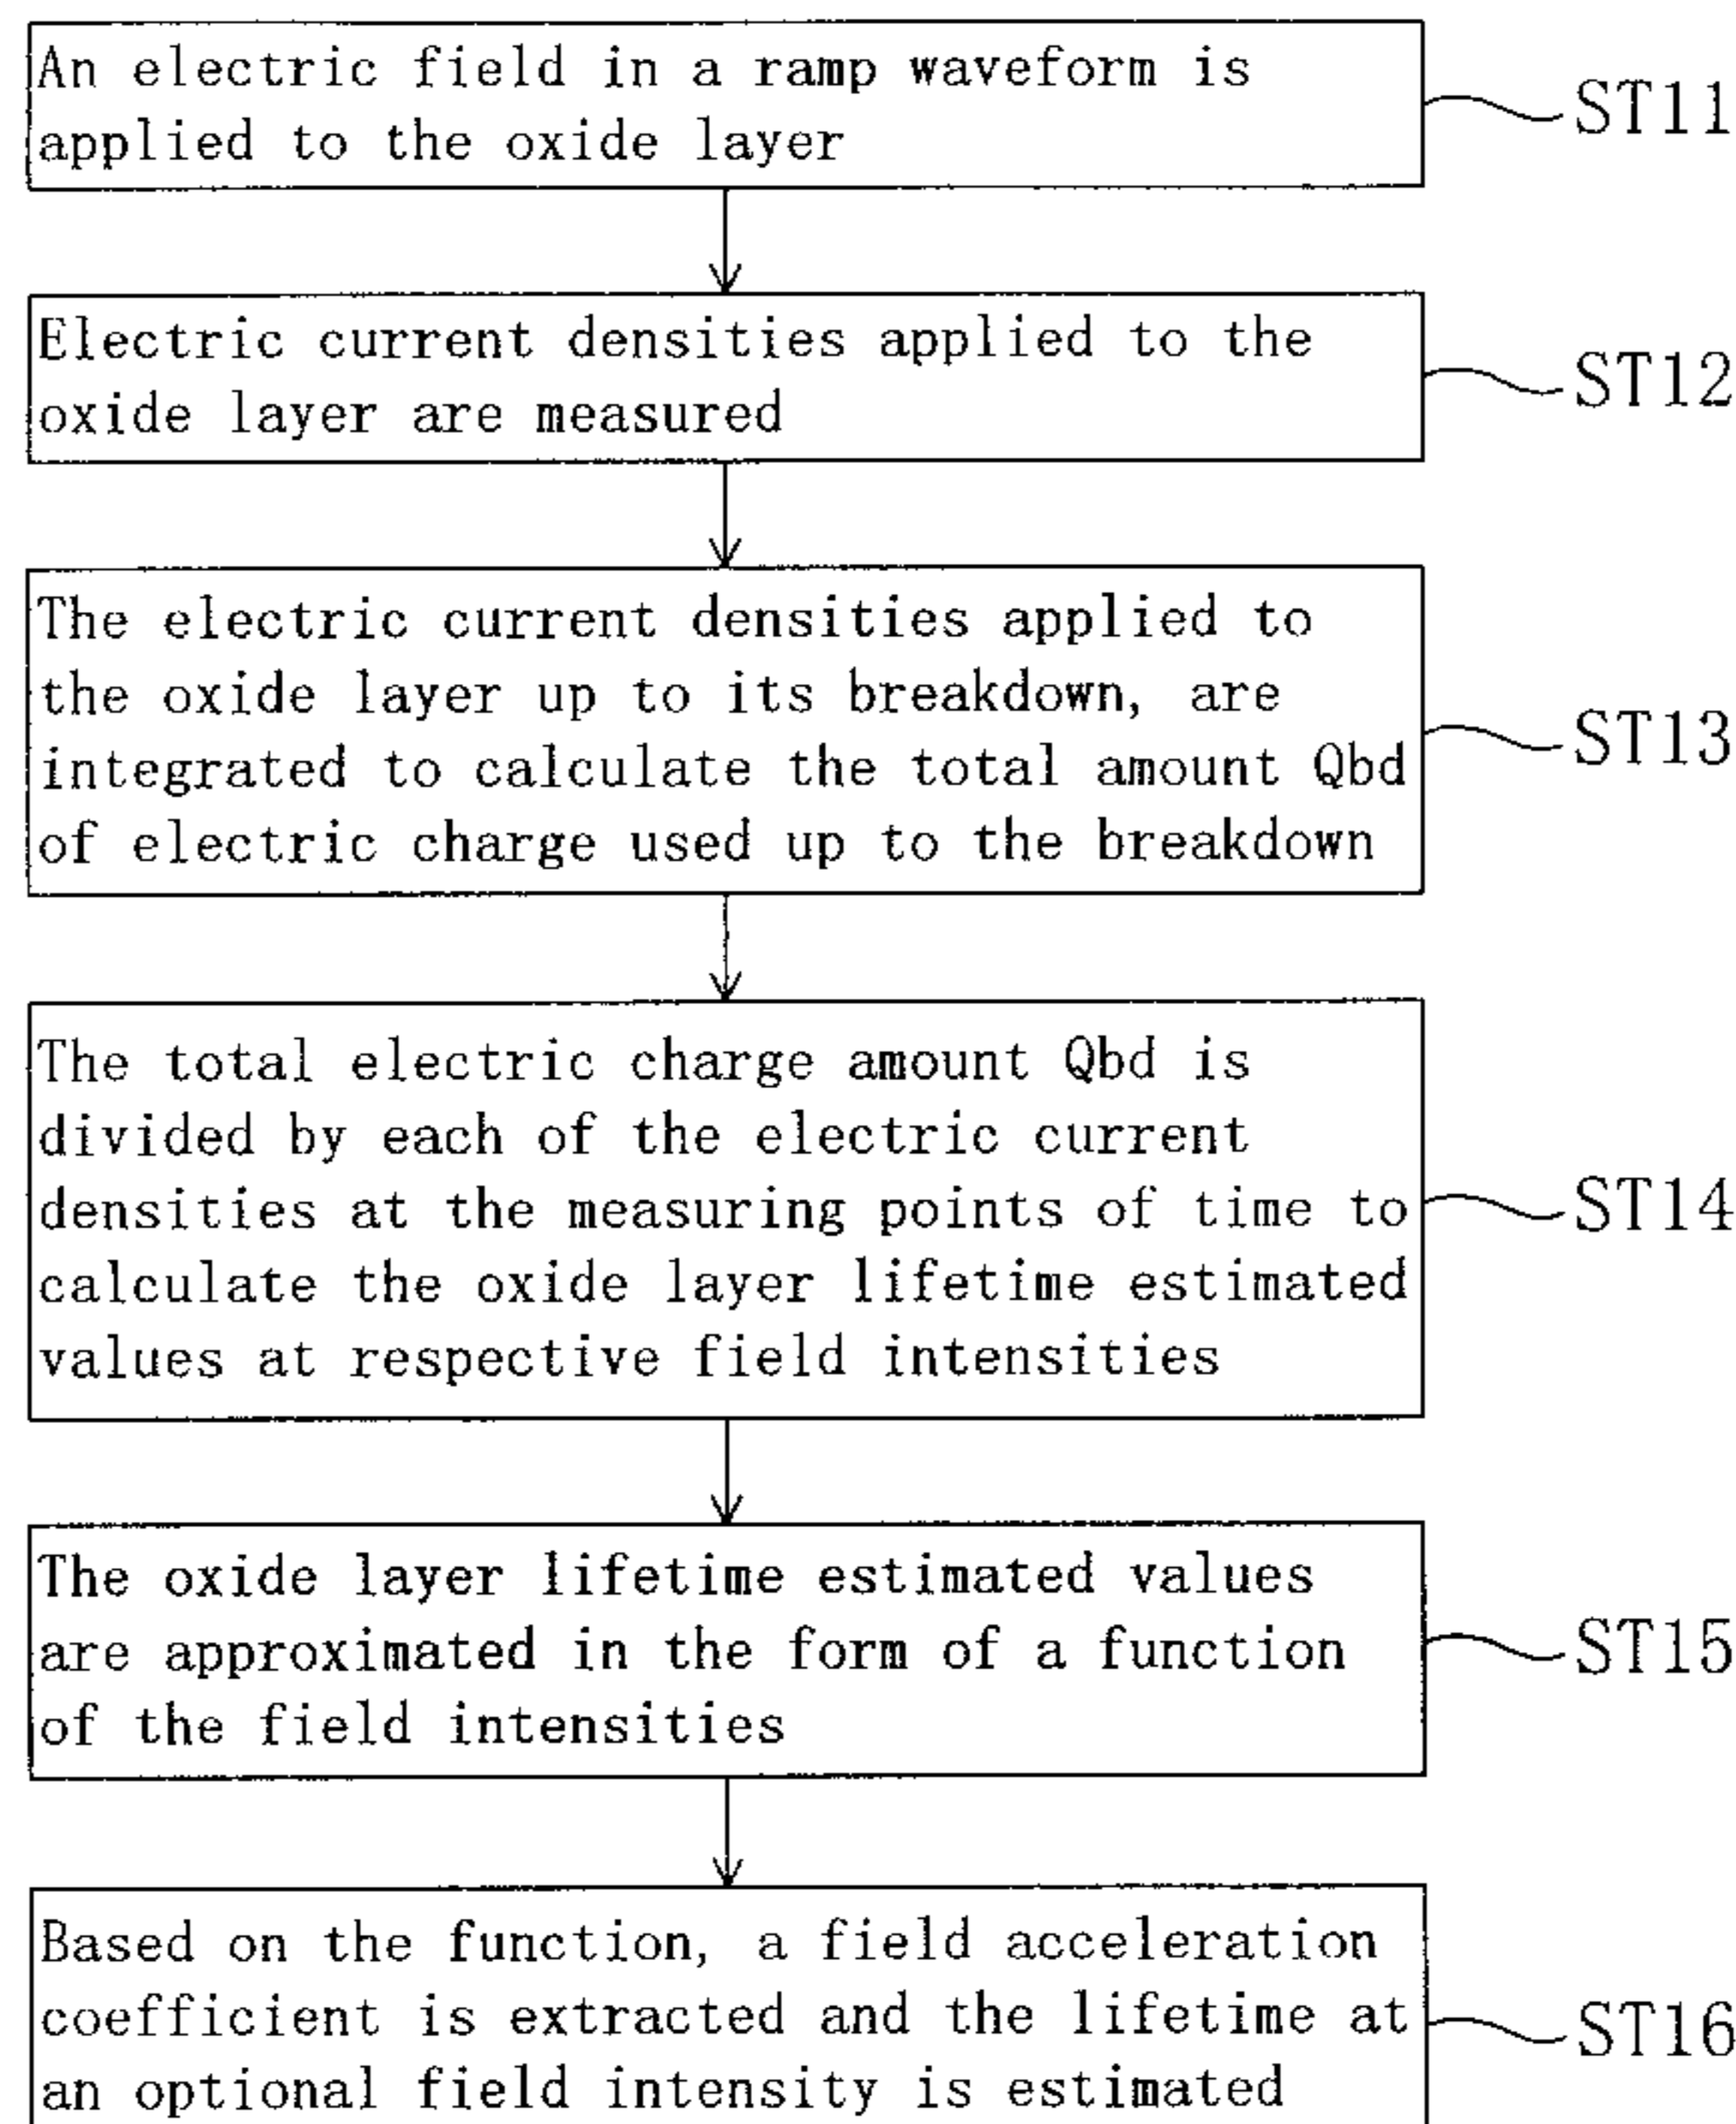 An electric field in a ramp waveform is
applied to the oxide layer
ST11
Electric current densities applied to the
oxide layer are measured
ST12
The electric current densities applied to
the oxide layer up to its breakdown, are
integrated to calculate the total amount Qbd
of electric charge used up to the breakdown
ST13
The total electric charge amount Qbd is
divided by each of the electric current
densities at the measuring points of time to
calculate the oxide layer lifetime estimated
values at respective field intensities
ST14
The oxide layer lifetime estimated values
are approximated in the form of a function
of the field intensities
ST15
Based on the function, a field acceleration
coefficient is extracted and the lifetime at
an optional field intensity is estimated
ST16